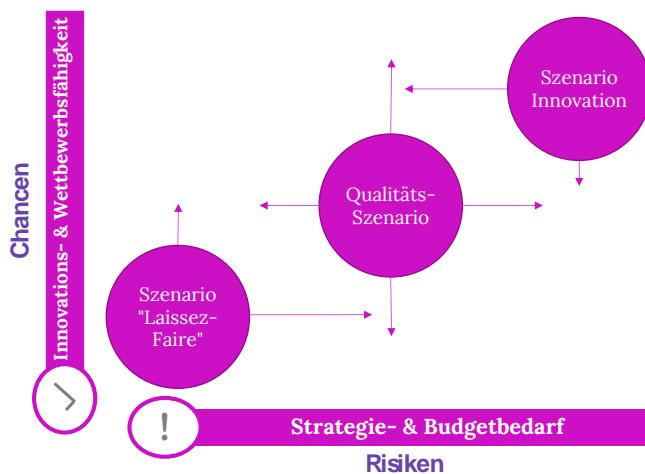 Chancen
Innovations- & Wettbewerbsfähigkeit
Szenario
Innovation
Qualitäts-
Szenario
Szenario
"Laissez-
Faire"
!
Strategie- & Budgetbedarf
Risiken